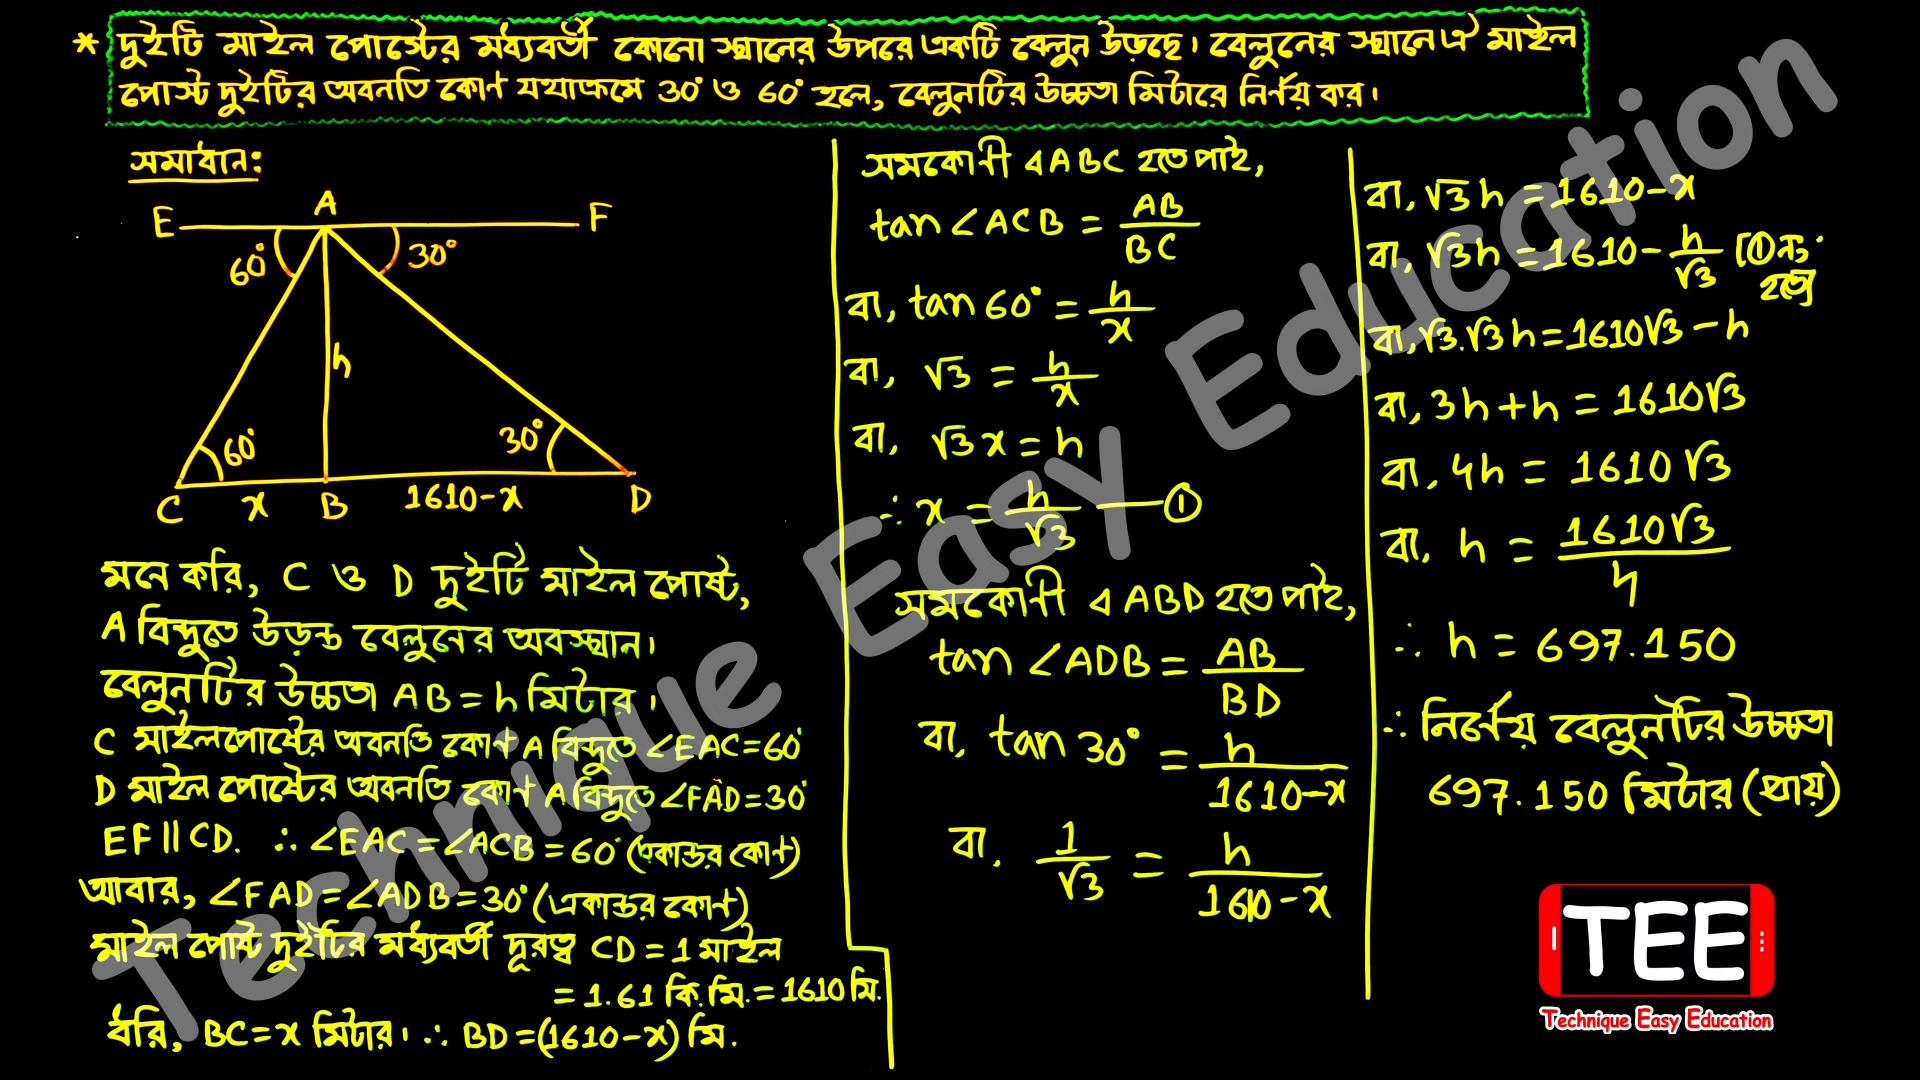 * দুইটি মাইল পোস্টের মধ্যবর্তী কোনো স্থানের উপরে একটি বেলুন উড়ছে। বেলুনের স্থানে ঐ মাইল
পোস্ট দুইটির অবনতি কোণ যথাক্রমে 30° ও 60° হলে, বেলুনটির উচ্চতা মিটারে নির্ণয় কর।
সমাধান:
E A F
60° 30°
h
60° 30°
C x B 1610-x D
মনে করি, C ও D দুইটি মাইল পোষ্ট,
A বিন্দুতে উড়ন্ত বেলুনের অবস্থান।
বেলুনটির উচ্চতা AB = h মিটার।
C মাইলপোষ্টের অবনতি কোণ A বিন্দুতে ∠EAC=60°
D মাইল পোষ্টের অবনতি কোণ A বিন্দুতে ∠FAD=30°
EF || CD. ∴ ∠EAC = ∠ACB = 60° (একান্তর কোণ)
আবার, ∠FAD = ∠ADB = 30° (একান্তর কোণ)
মাইল পোষ্ট দুইটির মধ্যবর্তী দূরত্ব CD = 1 মাইল
= 1.61 কি.মি. = 1610 মি.
ধরি, BC = x মিটার। ∴ BD = (1610-x) মি.
সমকোণী ⊿ABC হতে পাই,
tan ∠ACB = AB/BC
বা, tan 60° = h/x
বা, √3 = h/x
বা, √3 x = h
∴ x = h/√3 —— ①
সমকোণী ⊿ABD হতে পাই,
tan ∠ADB = AB/BD
বা, tan 30° = h/1610-x
বা, 1/√3 = h/1610-x
বা, √3 h = 1610-x
বা, √3 h = 1610 - h/√3 [① নং হতে]
বা, √3.√3 h = 1610√3 - h
বা, 3h + h = 1610√3
বা, 4h = 1610√3
বা, h = 1610√3/4
∴ h = 697.150
∴ নির্ণেয় বেলুনটির উচ্চতা
697.150 মিটার (প্রায়)
Technique Easy Education
TEE
Technique Easy Education